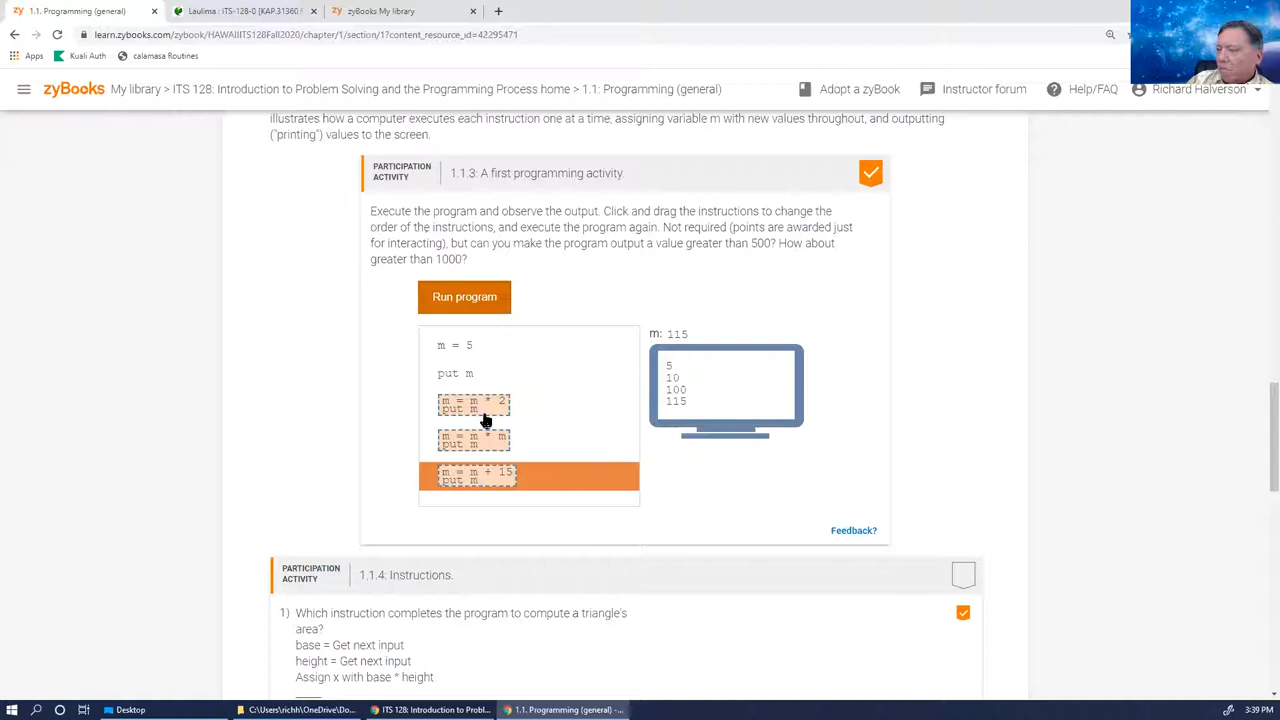 1.1. Programming (general)
Laulima : ITS-128-0 [KAP.31360.F
zyBooks My library
learn.zybooks.com/zybook/HAWAIIITS128Fall2020/chapter/1/section/1?content_resource_id=42295471
Apps
Kuali Auth
calamasa Routines
zyBooks My library > ITS 128: Introduction to Problem Solving and the Programming Process home > 1.1: Programming (general)
Adopt a zyBook
Instructor forum
Help/FAQ
Richard Halverson
illustrates how a computer executes each instruction one at a time, assigning variable m with new values throughout, and outputting
("printing") values to the screen.
PARTICIPATION
ACTIVITY
1.1.3: A first programming activity.
Execute the program and observe the output. Click and drag the instructions to change the
order of the instructions, and execute the program again. Not required (points are awarded just
for interacting), but can you make the program output a value greater than 500? How about
greater than 1000?
Run program
m = 5
put m
m = m * 2
put m
m = m * m
put m
m = m + 15
put m
m: 115
5
10
100
115
Feedback?
PARTICIPATION
ACTIVITY
1.1.4: Instructions.
1) Which instruction completes the program to compute a triangle's
area?
base = Get next input
height = Get next input
Assign x with base * height
Desktop
C:\Users\richh\OneDrive\Do...
ITS 128: Introduction to Probl...
1.1. Programming (general) -...
3:39 PM